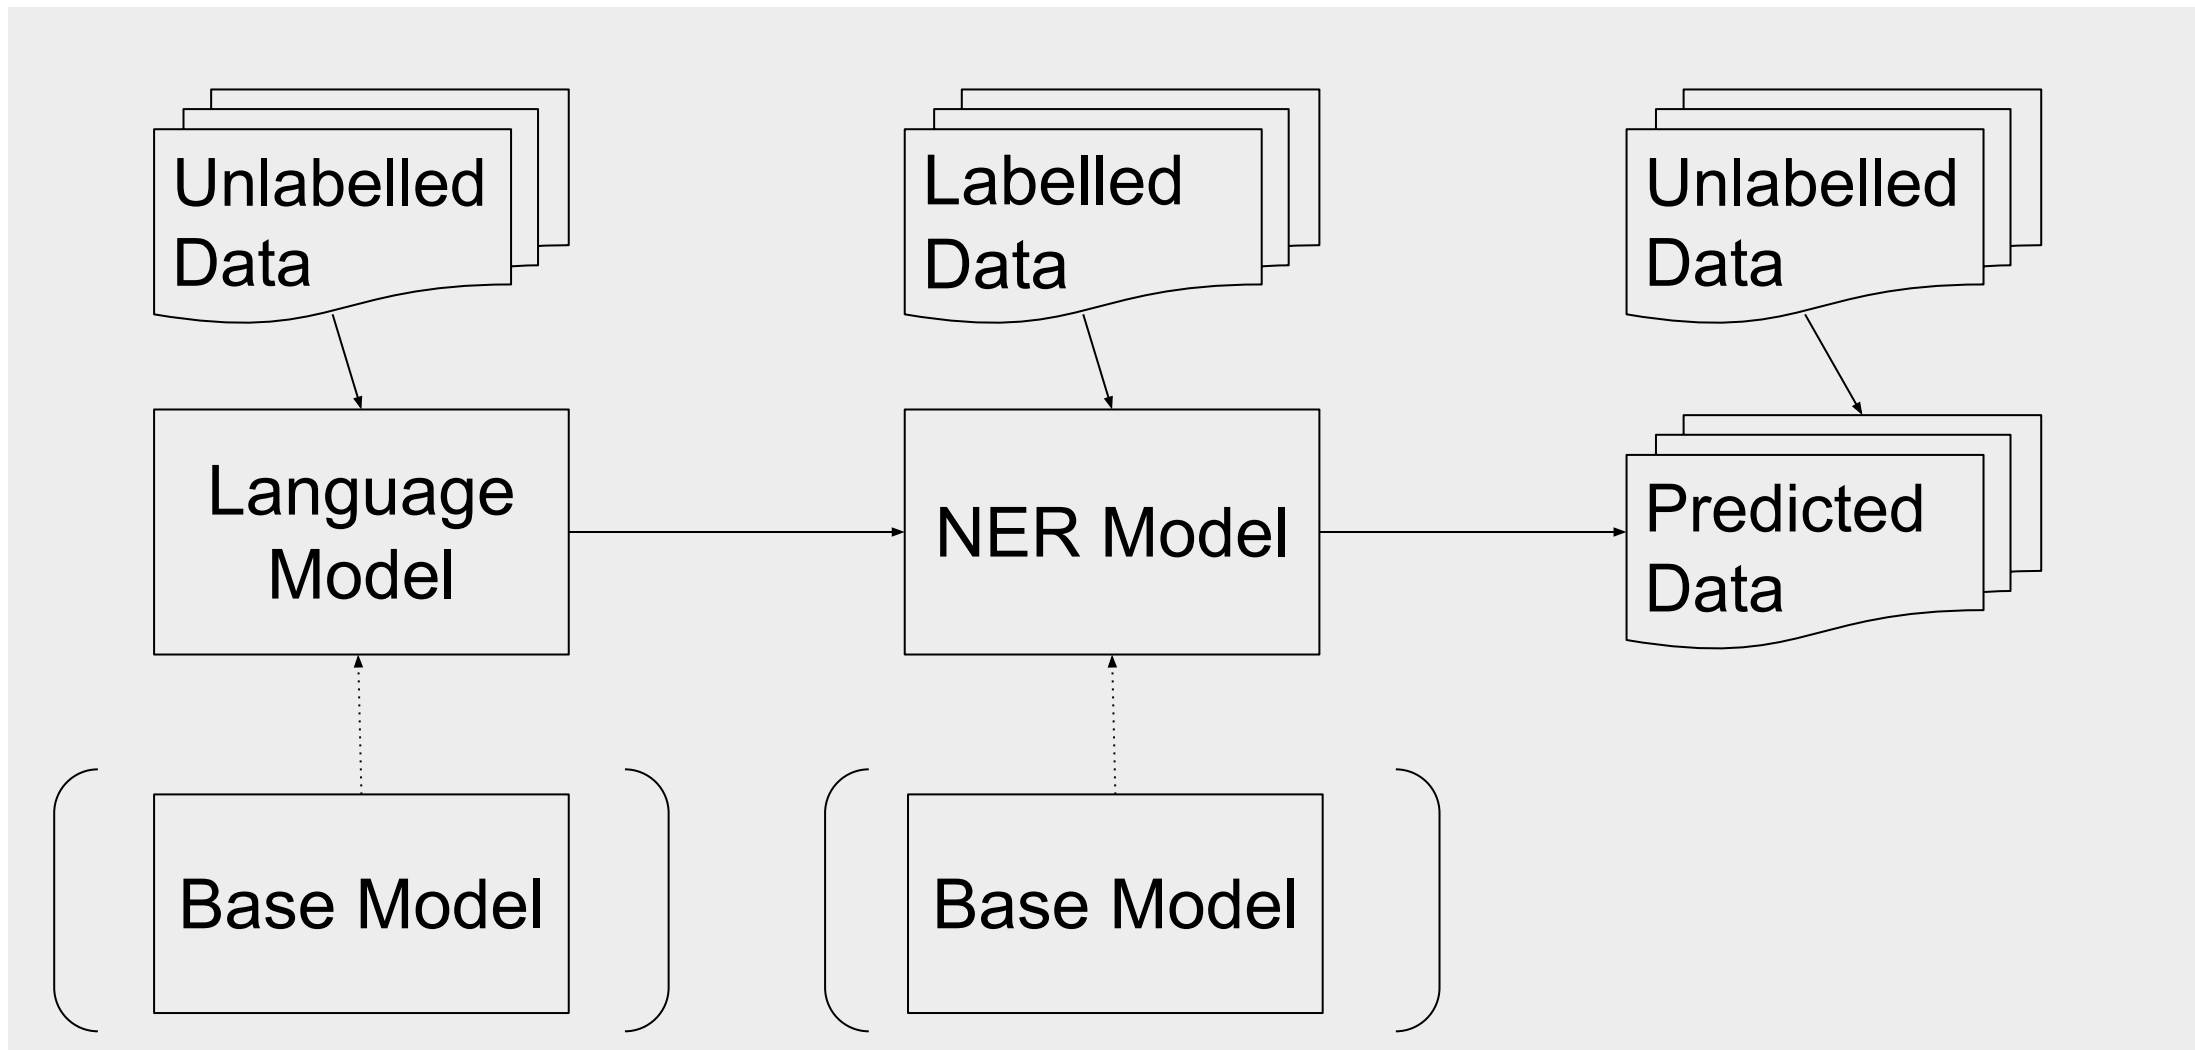 Unlabelled
Data
Labelled
Data
Unlabelled
Data
Language
Model
NER Model
Predicted
Data
Base Model
Base Model